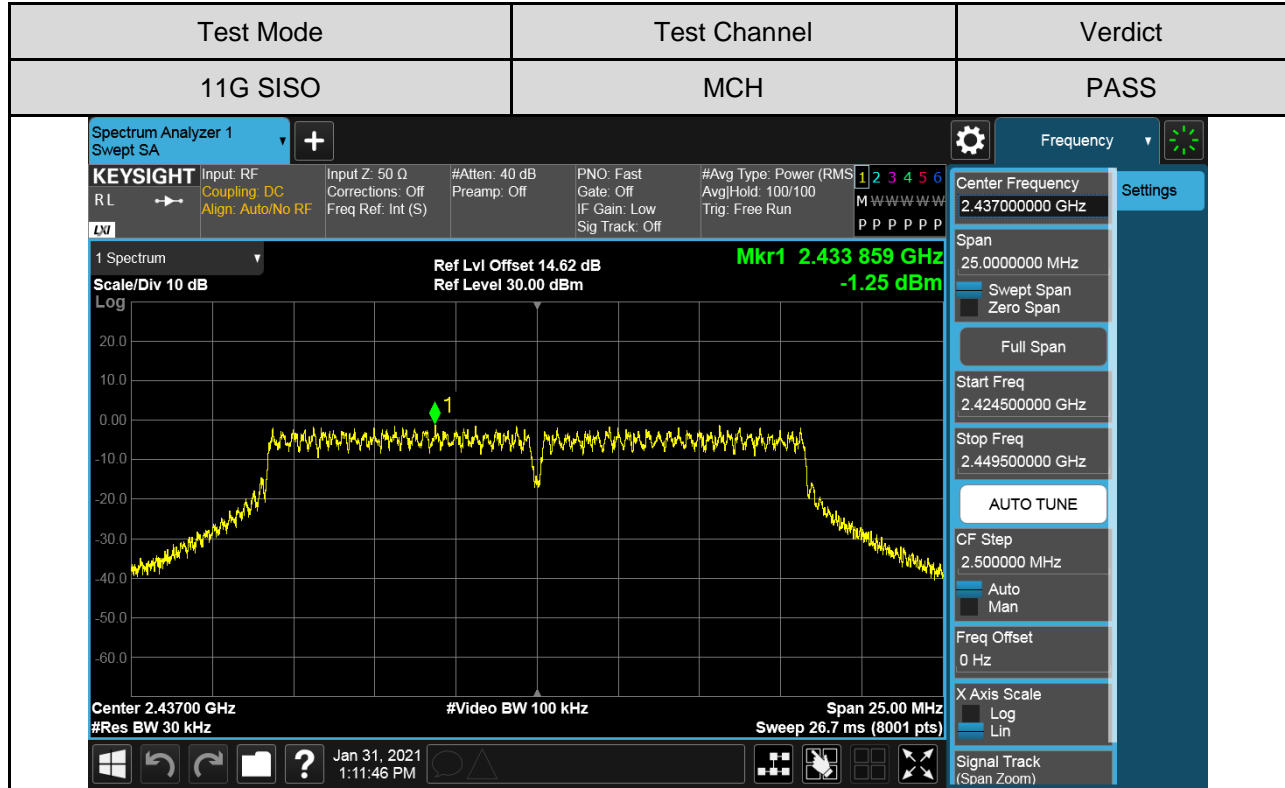 Test Mode Test Channel Verdict
11G SISO MCH PASS
Spectrum Analyzer 1
Swept SA
+
Frequency
KEYSIGHT Input: RF Input Z: 50 Ω #Atten: 40 dB PNO: Fast #Avg Type: Power (RMS 1 2 3 4 5 6
R L Coupling: DC Corrections: Off Preamp: Off Gate: Off Avg|Hold: 100/100 M W W W W W
Align: Auto/No RF Freq Ref: Int (S) IF Gain: Low Trig: Free Run
LXI Sig Track: Off P P P P P P
1 Spectrum Ref Lvl Offset 14.62 dB Mkr1 2.433 859 GHz
Scale/Div 10 dB Ref Level 30.00 dBm -1.25 dBm
Log
20.0
10.0
0.00
-10.0
-20.0
-30.0
-40.0
-50.0
-60.0
1
Center 2.43700 GHz #Video BW 100 kHz Span 25.00 MHz
#Res BW 30 kHz Sweep 26.7 ms (8001 pts)
? Jan 31, 2021
1:11:46 PM
Center Frequency Settings
2.437000000 GHz
Span
25.0000000 MHz
Swept Span
Zero Span
Full Span
Start Freq
2.424500000 GHz
Stop Freq
2.449500000 GHz
AUTO TUNE
CF Step
2.500000 MHz
Auto
Man
Freq Offset
0 Hz
X Axis Scale
Log
Lin
Signal Track
(Span Zoom)